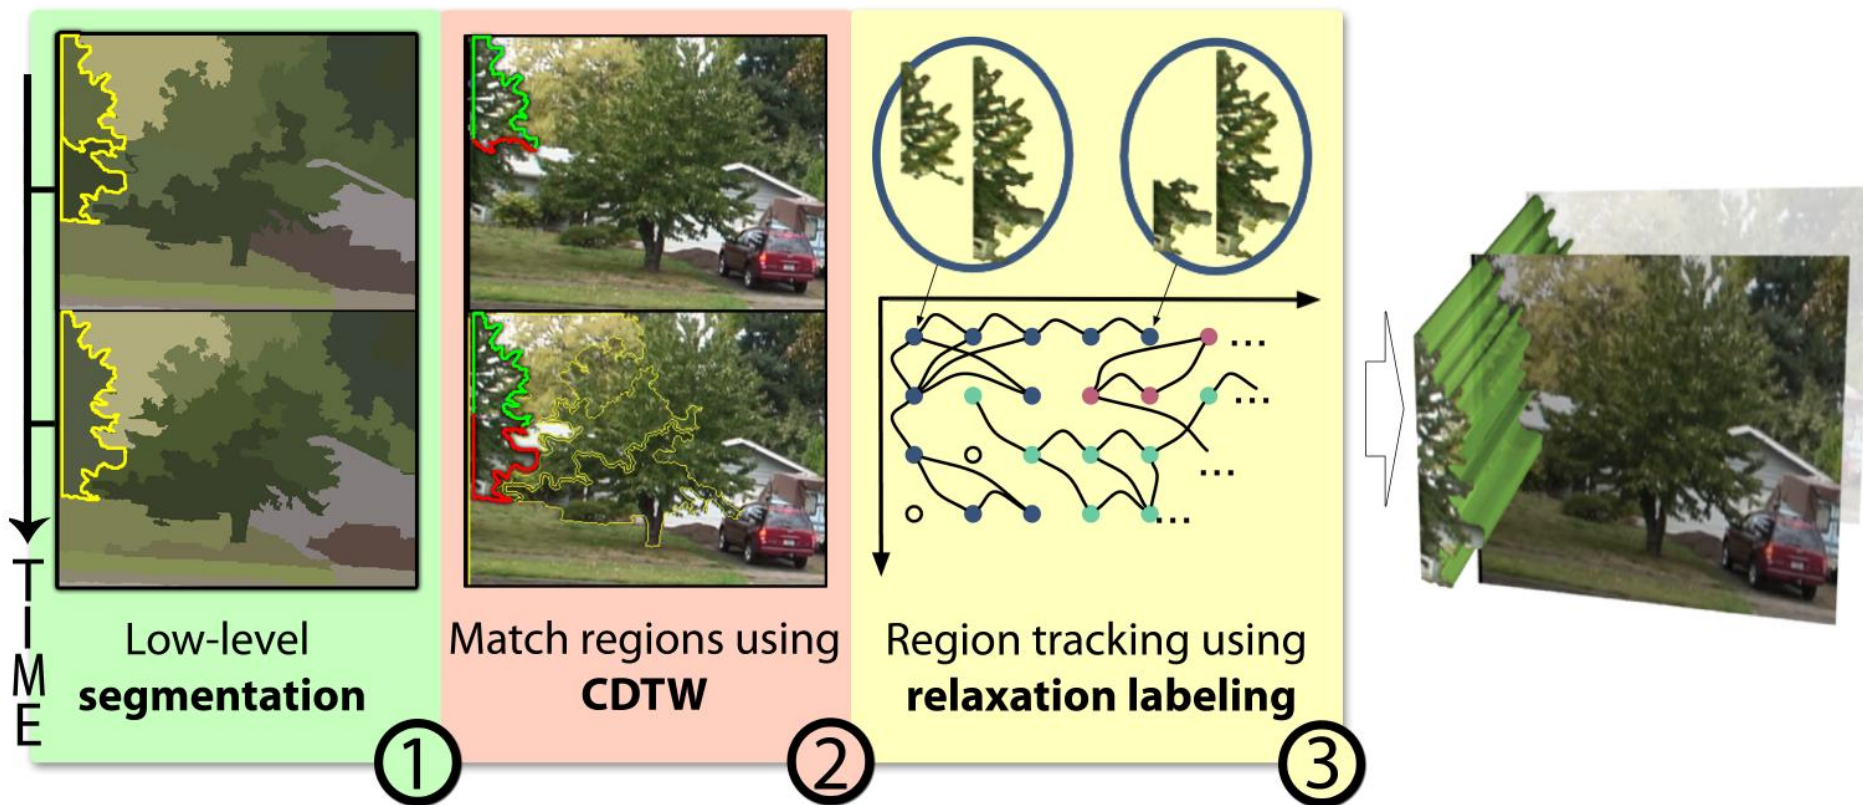 TIME
Low-level
segmentation
1
Match regions using
CDTW
2
Region tracking using
relaxation labeling
3
...
...
...
...